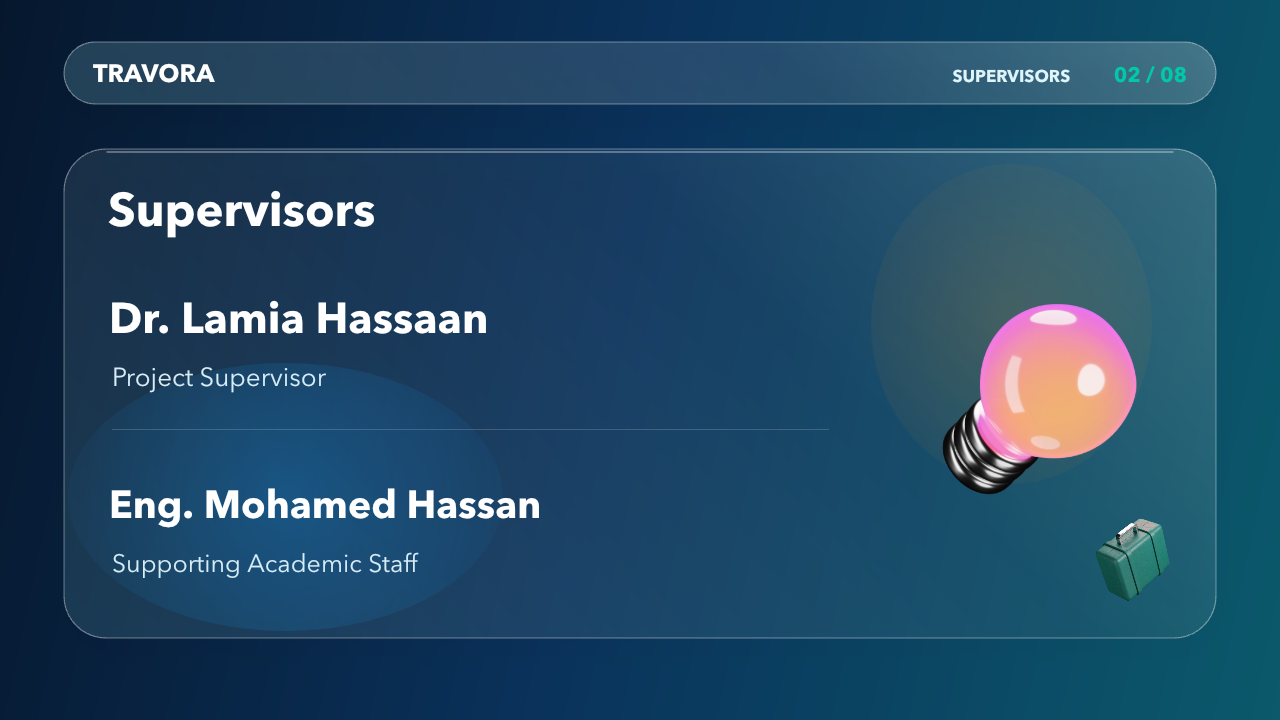 TRAVORA
SUPERVISORS 02 / 08
Supervisors
Dr. Lamia Hassaan
Project Supervisor
Eng. Mohamed Hassan
Supporting Academic Staff